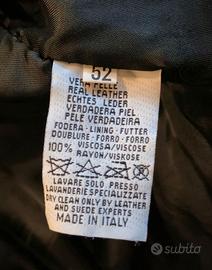 52
VERA PELLE
REAL LEATHER
ECHTES LEDER
VERDADERA PIEL
PELE VERDADEIRA
FODERA - LINING - FUTTER
DOUBLURE - FORRO - FORRO
100% VISCOSA/VISCOSE
RAYON/VISKOSE
LAVARE SOLO PRESSO
LAVANDERIE SPECIALIZZATE
DRY CLEAN ONLY BY LEATHER
AND SUEDE EXPERTS
MADE IN ITALY
subito